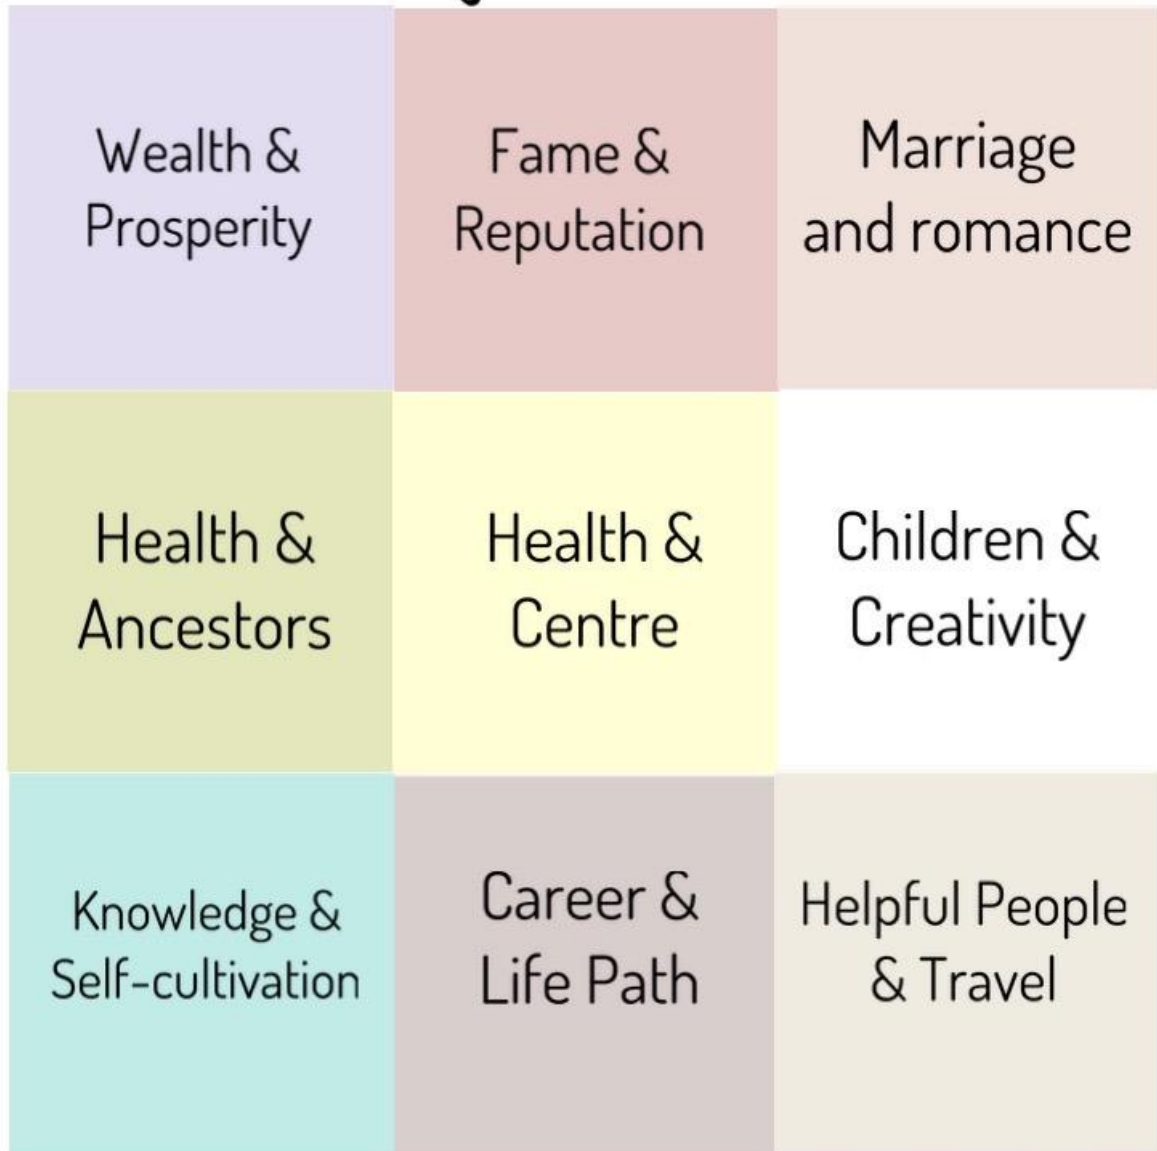 Wealth &
Prosperity
Fame &
Reputation
Marriage
and romance
Health &
Ancestors
Health &
Centre
Children &
Creativity
Knowledge &
Self-cultivation
Career &
Life Path
Helpful People
& Travel